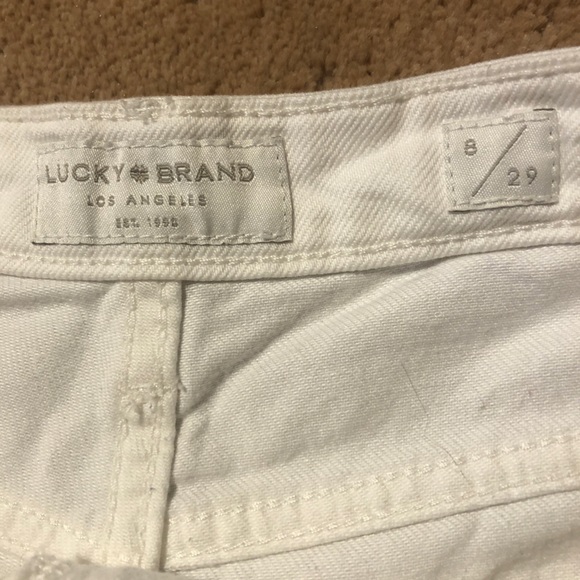 LUCKY BRAND
LOS ANGELES
EST. 1990
8/29